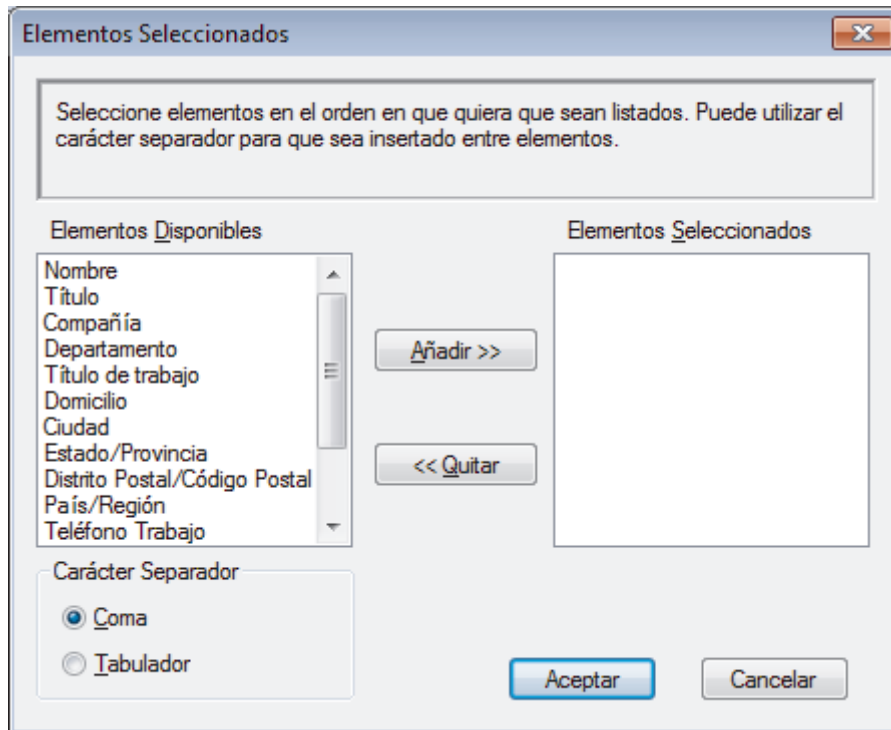 Elementos Seleccionados
Seleccione elementos en el orden en que quiera que sean listados. Puede utilizar el
carácter separador para que sea insertado entre elementos.
Elementos Disponibles
Nombre
Título
Compañía
Departamento
Título de trabajo
Domicilio
Ciudad
Estado/Provincia
Distrito Postal/Código Postal
País/Región
Teléfono Trabajo
Añadir >>
<< Quitar
Elementos Seleccionados
Carácter Separador
Coma
Tabulador
Aceptar
Cancelar